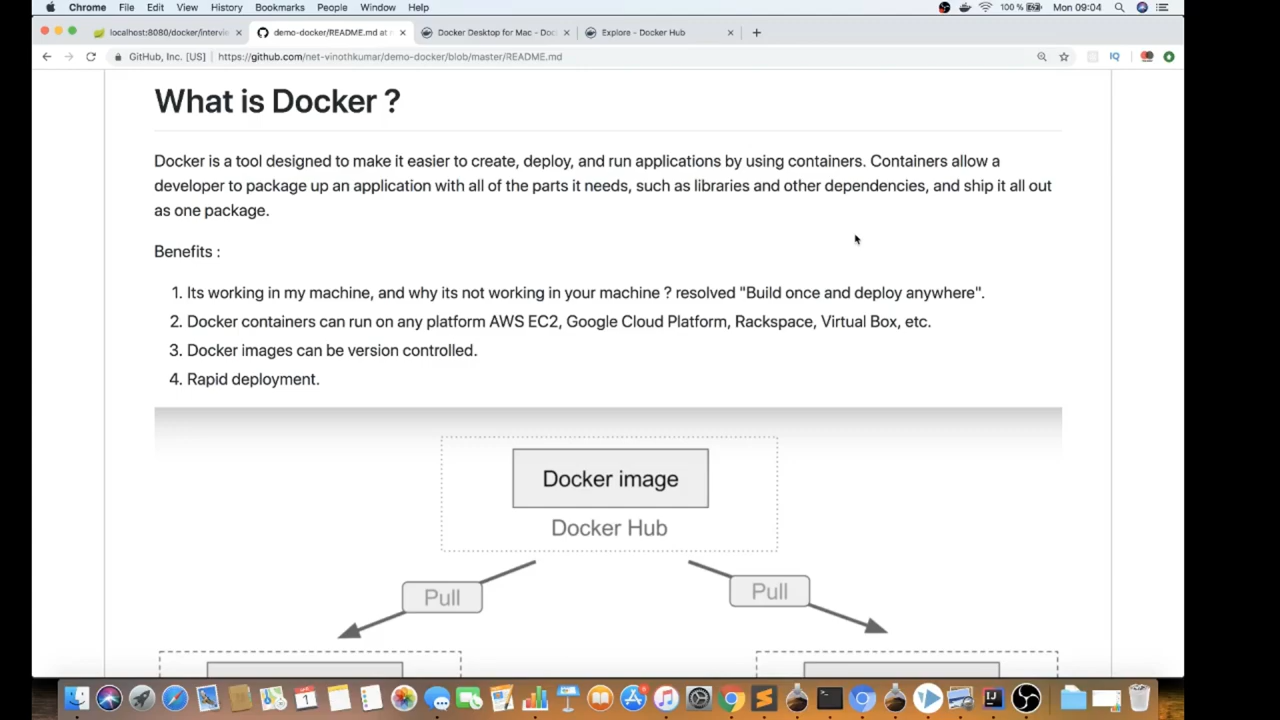 Chrome File Edit View History Bookmarks People Window Help 100 % Mon 09:04
localhost:8080/docker/intervi demo-docker/README.md at Docker Desktop for Mac - Doc Explore - Docker Hub
GitHub, Inc. [US] https://github.com/net-vinothkumar/demo-docker/blob/master/README.md IQ
What is Docker ?
Docker is a tool designed to make it easier to create, deploy, and run applications by using containers. Containers allow a
developer to package up an application with all of the parts it needs, such as libraries and other dependencies, and ship it all out
as one package.
Benefits :
1. Its working in my machine, and why its not working in your machine ? resolved "Build once and deploy anywhere".
2. Docker containers can run on any platform AWS EC2, Google Cloud Platform, Rackspace, Virtual Box, etc.
3. Docker images can be version controlled.
4. Rapid deployment.
Docker image
Docker Hub
Pull
Pull